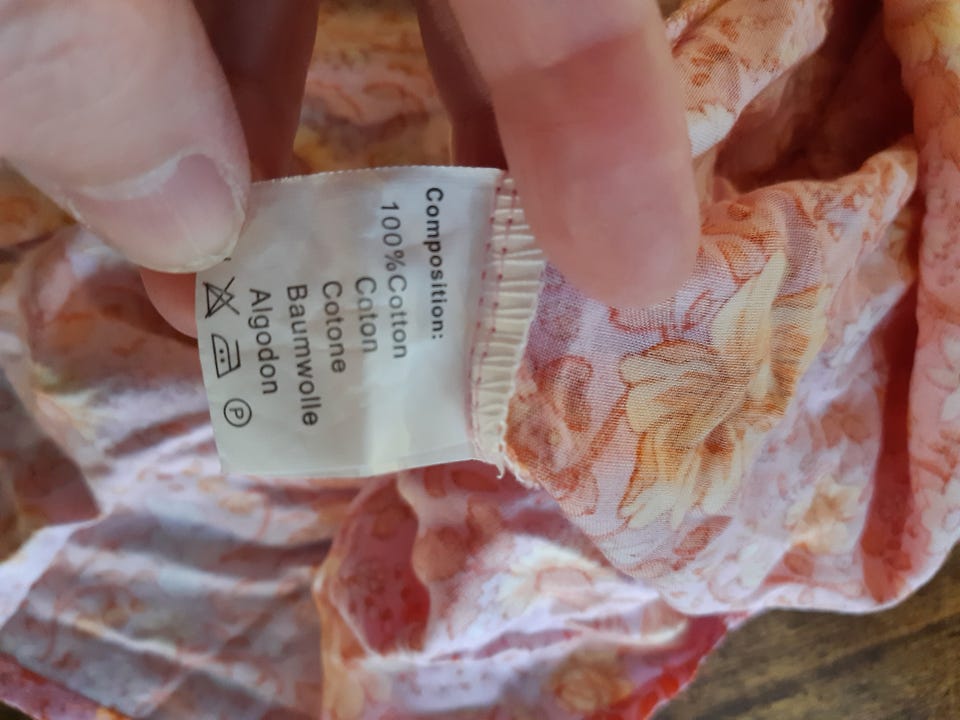 Composition:
100%Cotton
Coton
Cotone
Baumwolle
Algodon
P